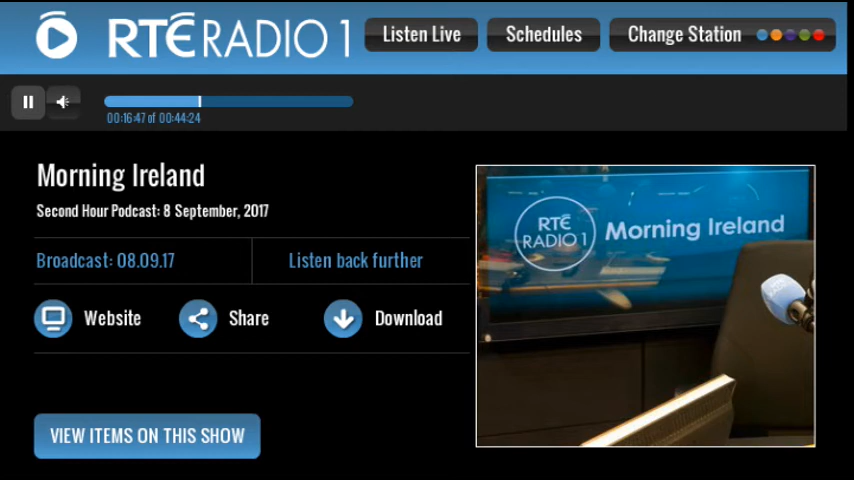 RTÉ RADIO 1
Listen Live
Schedules
Change Station
00:16:47 of 00:44:24
Morning Ireland
Second Hour Podcast: 8 September, 2017
Broadcast: 08.09.17
Listen back further
Website
Share
Download
VIEW ITEMS ON THIS SHOW
RTÉ
RADIO 1
Morning Ireland